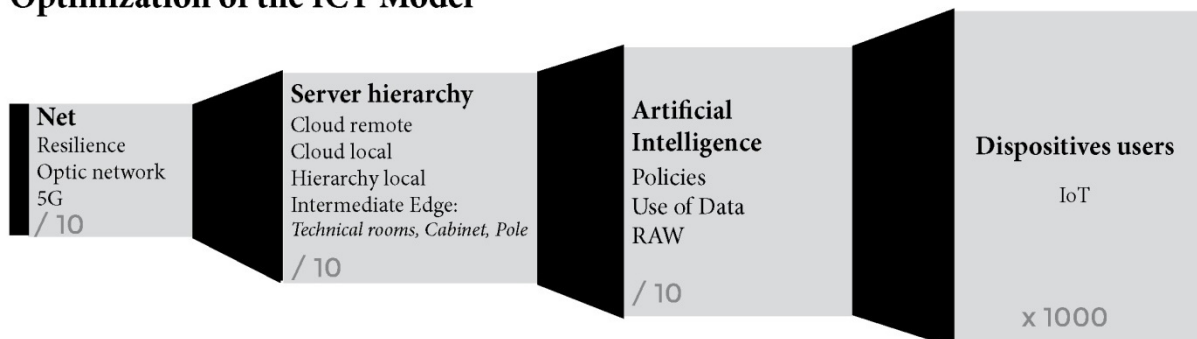 Optimization of the ICT Model
Net
Resilience
Optic network
5G
/ 10
Server hierarchy
Cloud remote
Cloud local
Hierarchy local
Intermediate Edge:
Technical rooms, Cabinet, Pole
/ 10
Artificial
Intelligence
Policies
Use of Data
RAW
/ 10
Dispositives users
IoT
x 1000